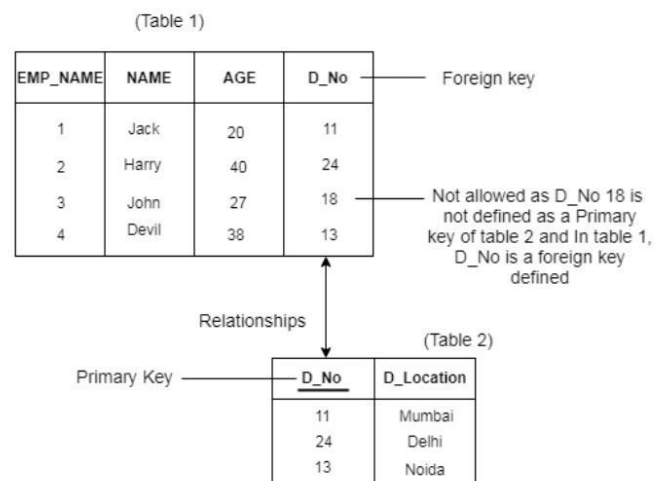 (Table 1)
EMP_NAME NAME AGE D_No Foreign key
1 Jack 20 11
2 Harry 40 24
3 John 27 18
4 Devil 38 13
Not allowed as D_No 18 is
not defined as a Primary
key of table 2 and In table 1,
D_No is a foreign key
defined
Relationships
(Table 2)
Primary Key D_No D_Location
11 Mumbai
24 Delhi
13 Noida